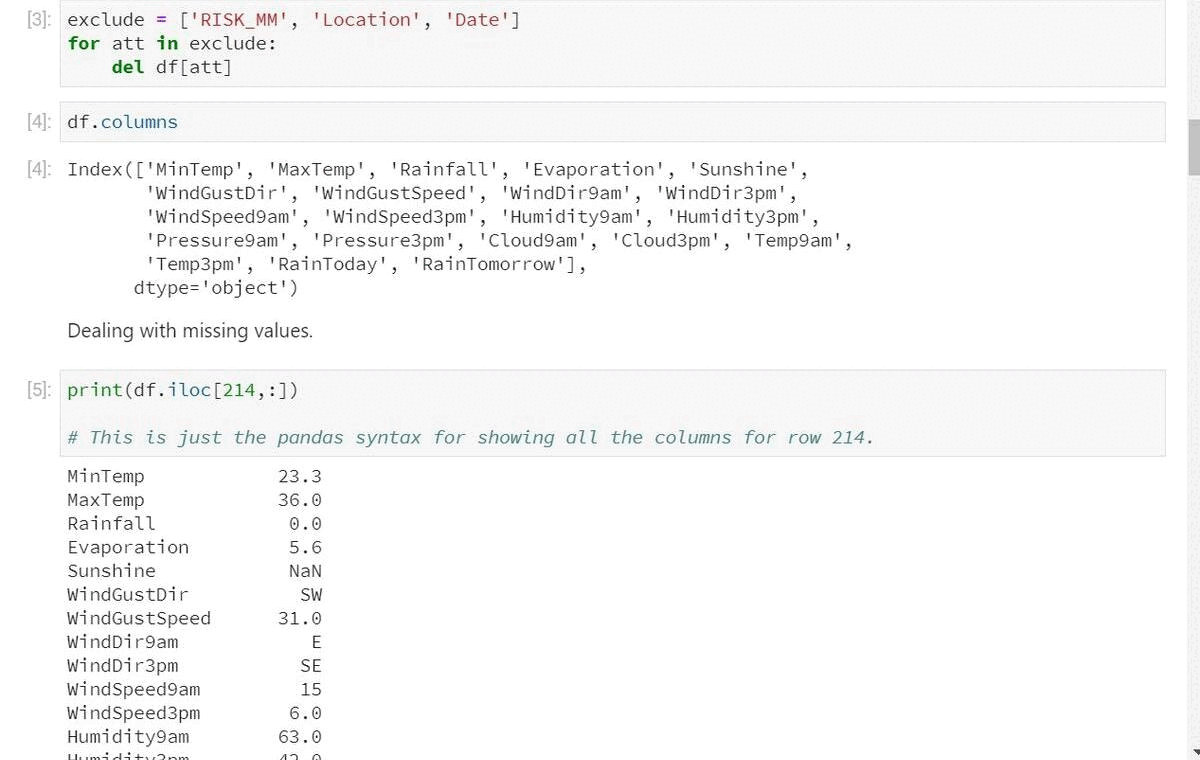 [3]: exclude = ['RISK_MM', 'Location', 'Date']
for att in exclude:
    del df[att]
[4]: df.columns
[4]: Index(['MinTemp', 'MaxTemp', 'Rainfall', 'Evaporation', 'Sunshine',
'WindGustDir', 'WindGustSpeed', 'WindDir9am', 'WindDir3pm',
'WindSpeed9am', 'WindSpeed3pm', 'Humidity9am', 'Humidity3pm',
'Pressure9am', 'Pressure3pm', 'Cloud9am', 'Cloud3pm', 'Temp9am',
'Temp3pm', 'RainToday', 'RainTomorrow'],
dtype='object')
Dealing with missing values.
[5]: print(df.iloc[214,:])
# This is just the pandas syntax for showing all the columns for row 214.
MinTemp 23.3
MaxTemp 36.0
Rainfall 0.0
Evaporation 5.6
Sunshine NaN
WindGustDir SW
WindGustSpeed 31.0
WindDir9am E
WindDir3pm SE
WindSpeed9am 15
WindSpeed3pm 6.0
Humidity9am 63.0
Humidity3pm 42.0